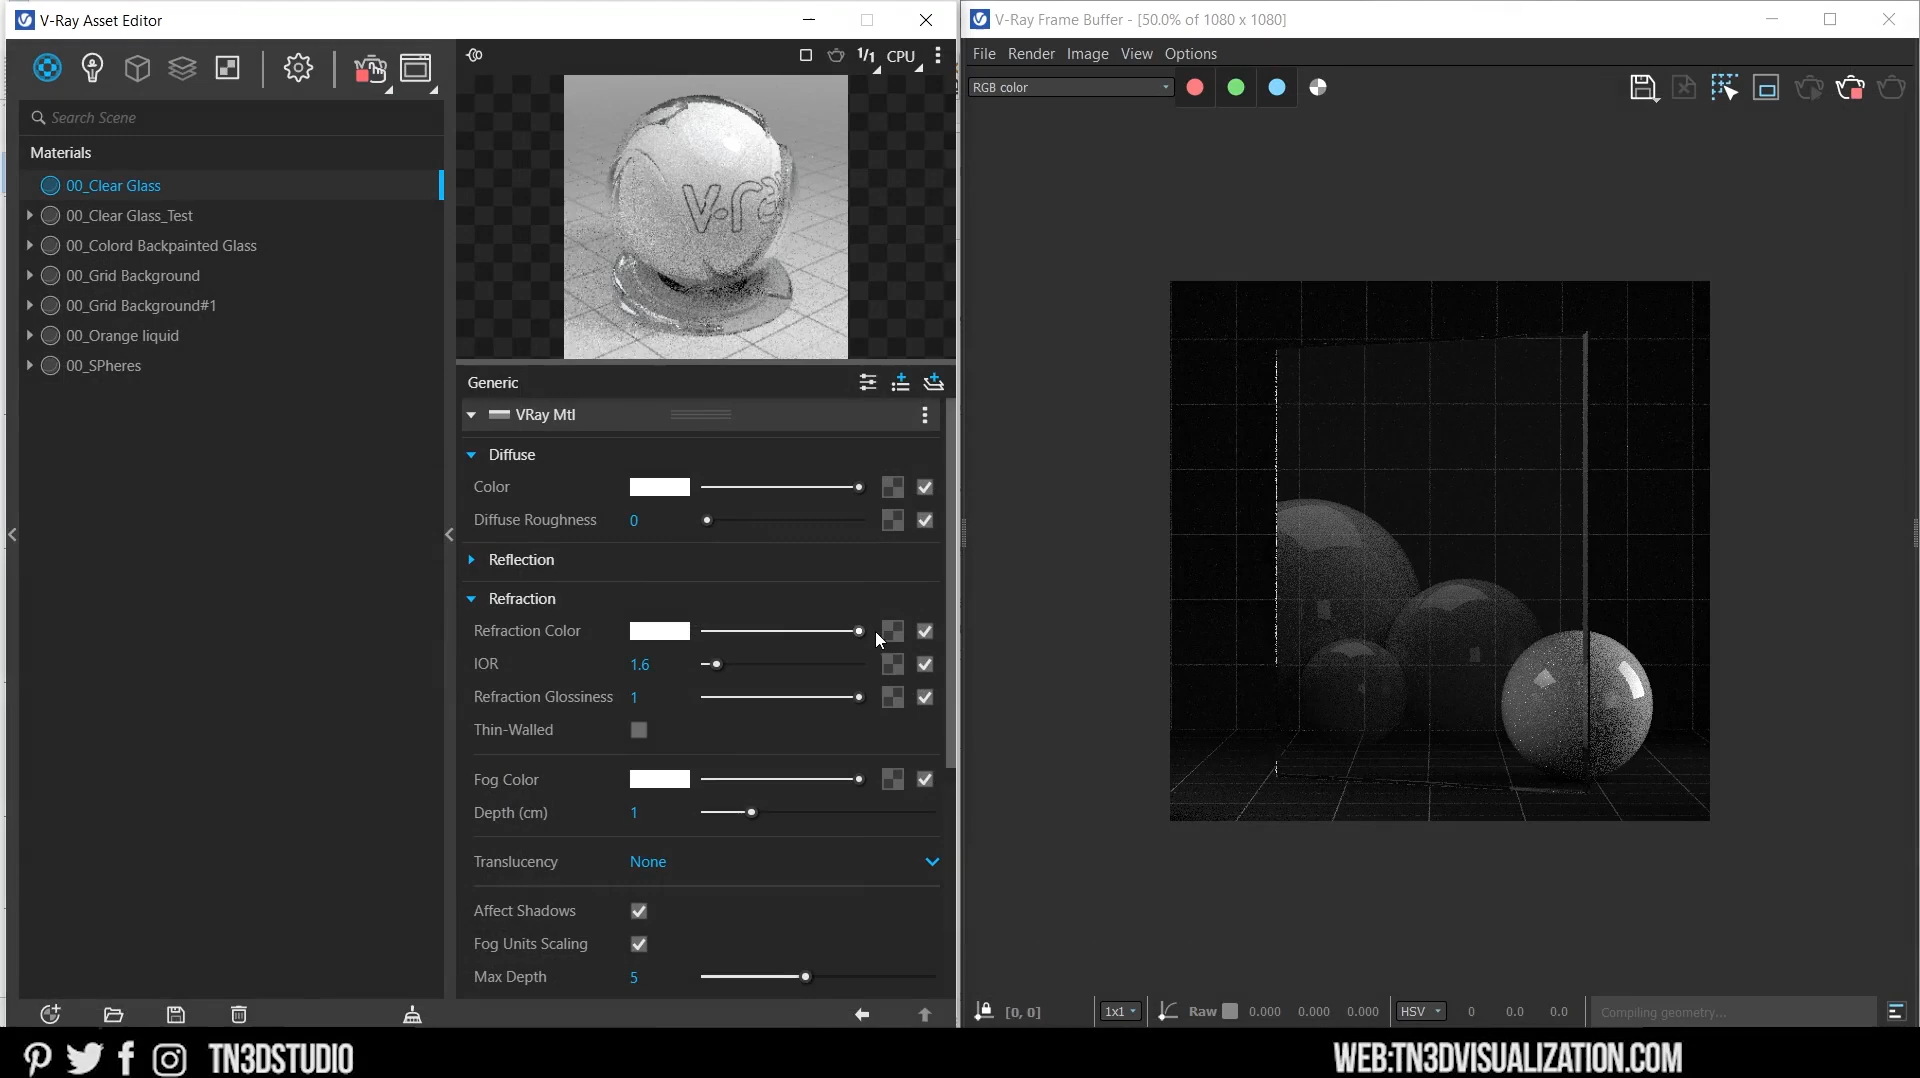 V-Ray Asset Editor
1/1 CPU
Search Scene
Materials
00_Clear Glass
00_Clear Glass_Test
00_Colord Backpainted Glass
00_Grid Background
00_Grid Background#1
00_Orange liquid
00_SPheres
v-ra
Generic
VRay Mtl
Diffuse
Color
Diffuse Roughness 0
Reflection
Refraction
Refraction Color
IOR 1.6
Refraction Glossiness 1
Thin-Walled
Fog Color
Depth (cm) 1
Translucency None
Affect Shadows
Fog Units Scaling
Max Depth 5
V-Ray Frame Buffer - [50.0% of 1080 x 1080]
File Render Image View Options
RGB color
[0, 0] 1x1 Raw 0.000 0.000 0.000 HSV 0 0.0 0.0 Compiling geometry...
TN3DSTUDIO
WEB:TN3DVISUALIZATION.COM